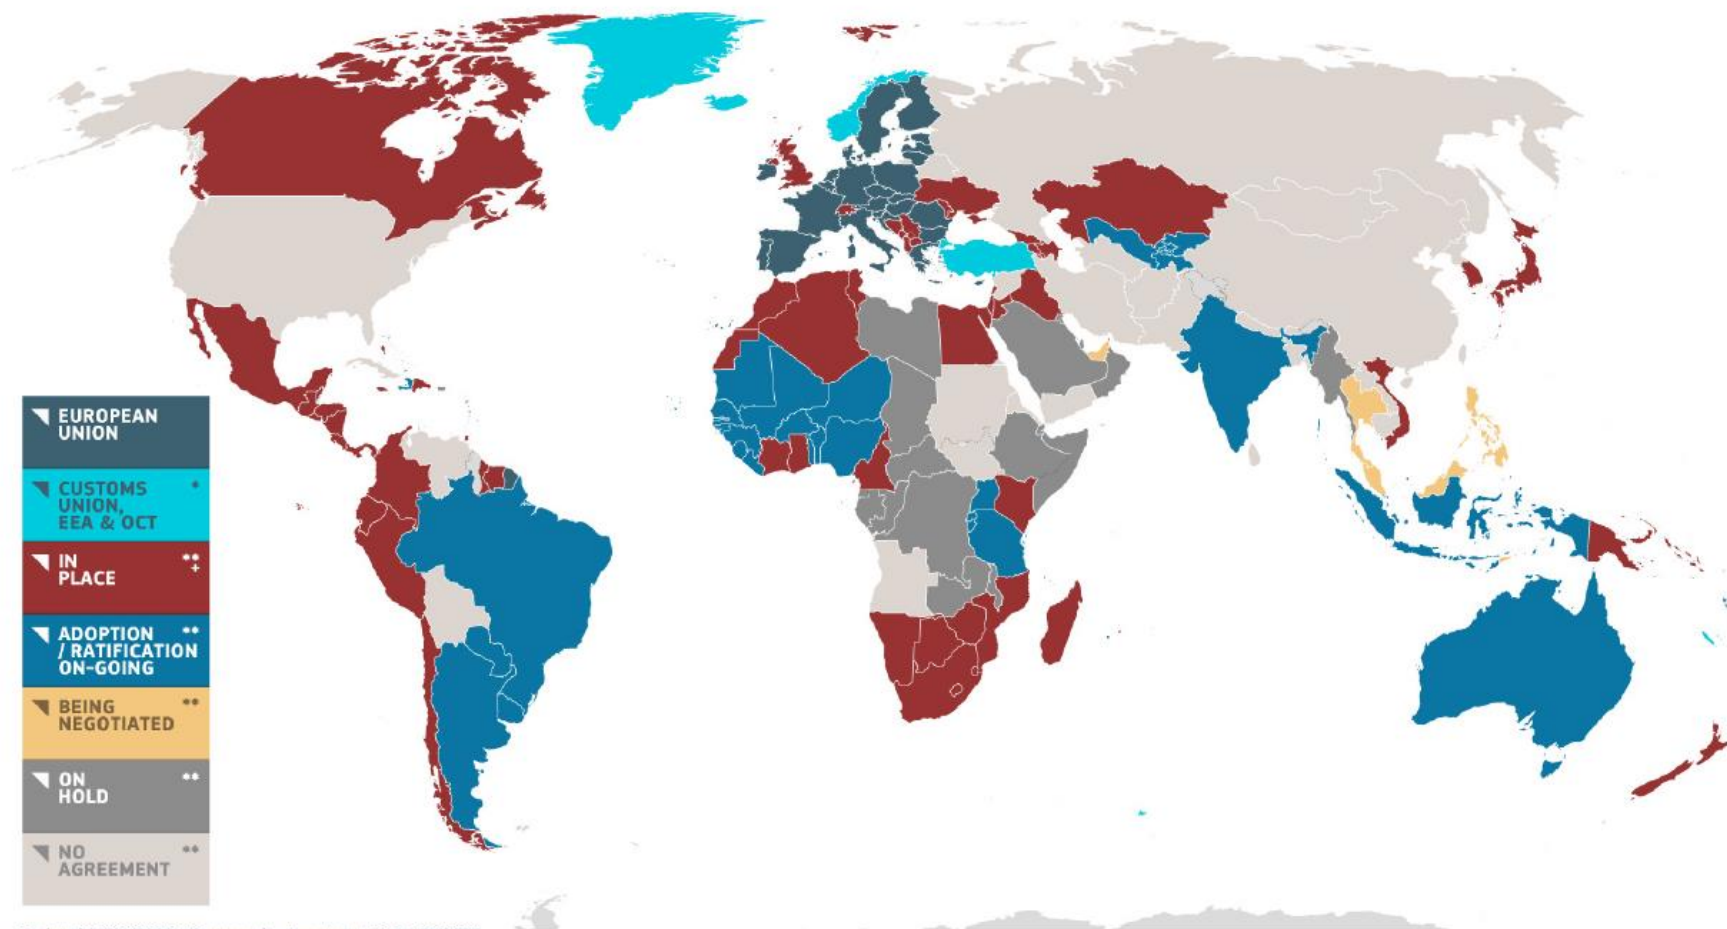 EUROPEAN
UNION
CUSTOMS *
UNION,
EEA & OCT
IN **
PLACE +
ADOPTION **
/ RATIFICATION
ON-GOING
BEING **
NEGOTIATED
ON **
HOLD
NO **
AGREEMENT